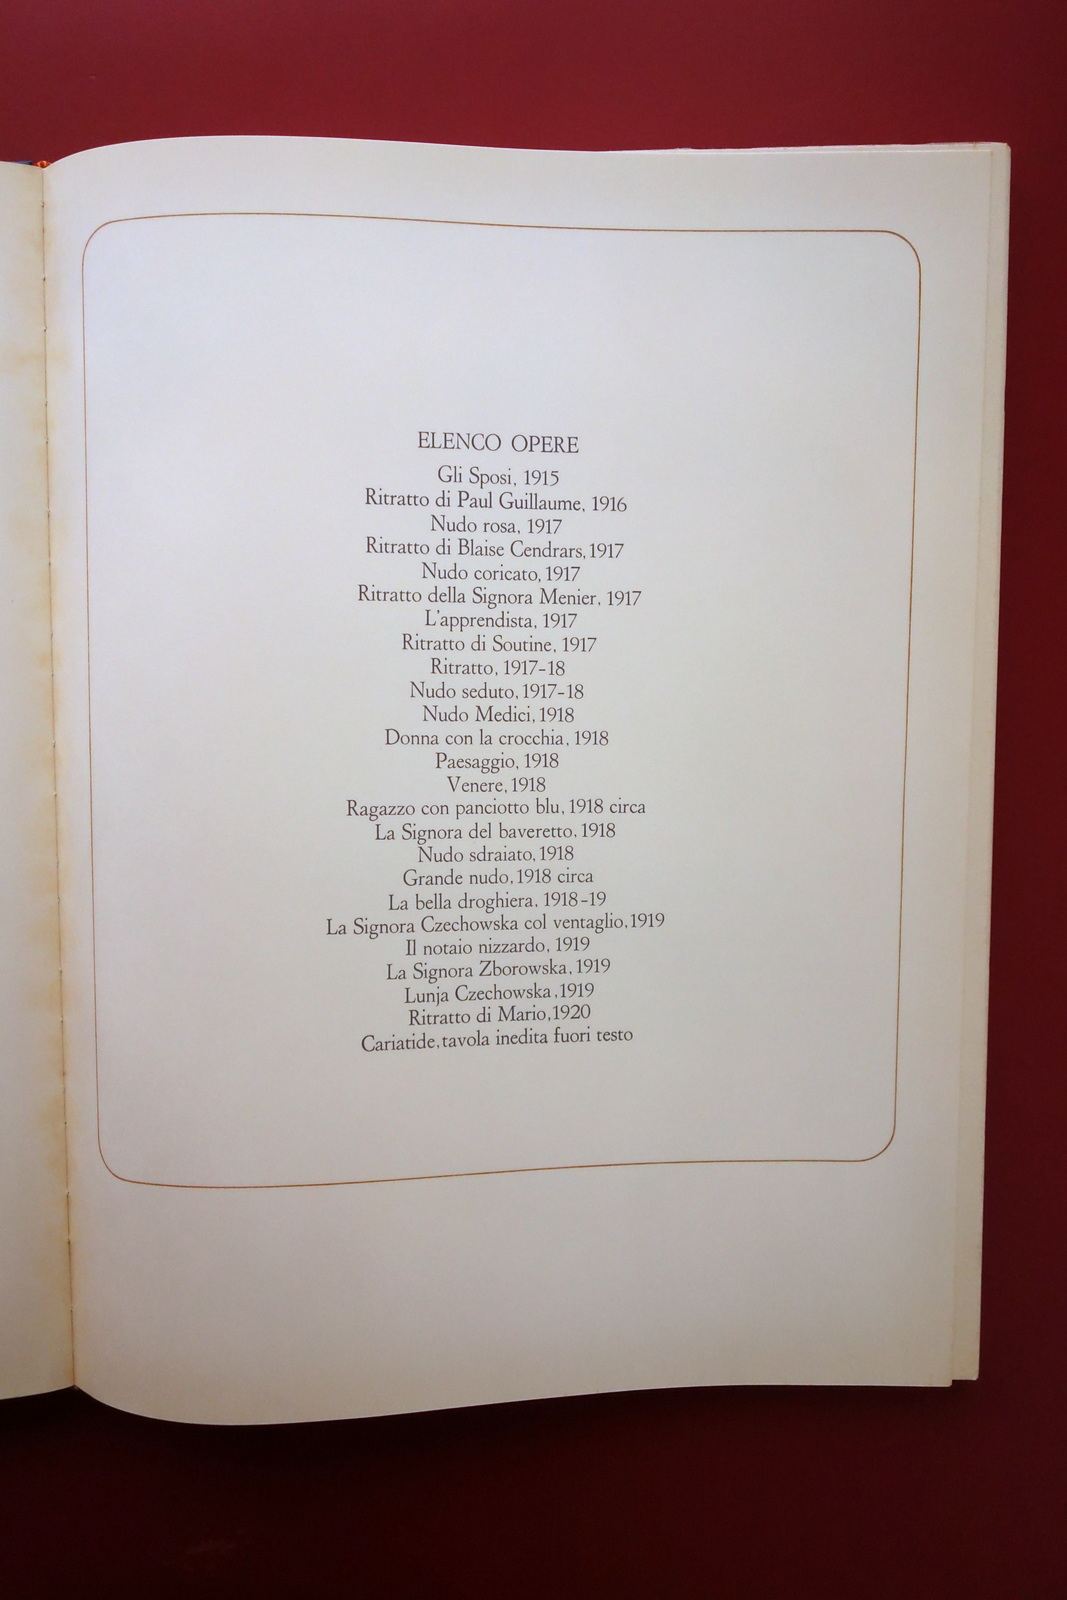 ELENCO OPERE
Gli Sposi, 1915
Ritratto di Paul Guillaume, 1916
Nudo rosa, 1917
Ritratto di Blaise Cendrars, 1917
Nudo coricato, 1917
Ritratto della Signora Menier, 1917
L'apprendista, 1917
Ritratto di Soutine, 1917
Ritratto, 1917-18
Nudo seduto, 1917-18
Nudo Medici, 1918
Donna con la crocchia, 1918
Paesaggio, 1918
Venere, 1918
Ragazzo con panciotto blu, 1918 circa
La Signora del baveretto, 1918
Nudo sdraiato, 1918
Grande nudo, 1918 circa
La bella droghiera, 1918-19
La Signora Czechowska col ventaglio, 1919
Il notaio nizzardo, 1919
La Signora Zborowska, 1919
Lunja Czechowska, 1919
Ritratto di Mario, 1920
Cariatide, tavola inedita fuori testo